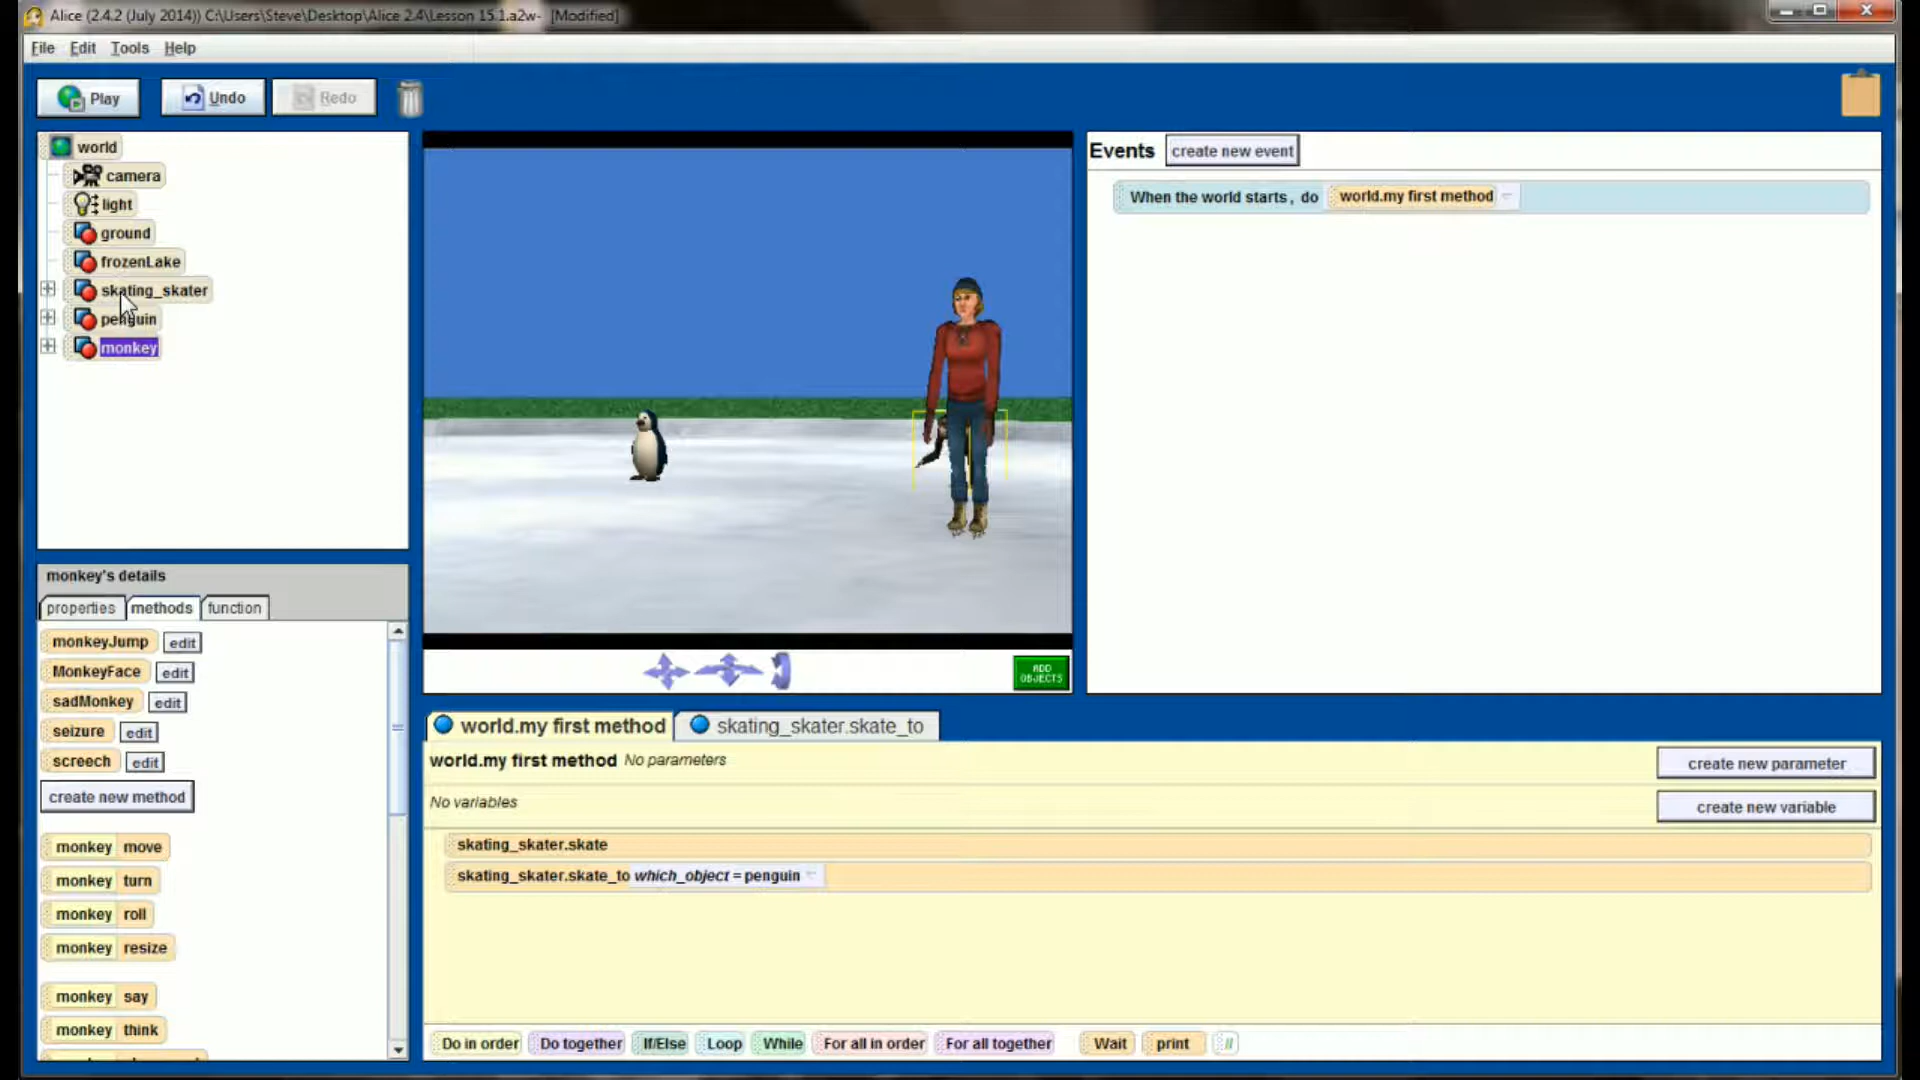 Alice (2.4.2 (July 2014)) C:\Users\Steve\Desktop\Alice 2.4\Lesson 15.1.a2w- [Modified]
File Edit Tools Help
Play Undo Redo
world
camera
light
ground
frozenLake
skating_skater
penguin
monkey
Events create new event
When the world starts, do world.my first method
ADD OBJECTS
monkey's details
properties methods function
monkeyJump edit
MonkeyFace edit
sadMonkey edit
seizure edit
screech edit
create new method
monkey move
monkey turn
monkey roll
monkey resize
monkey say
monkey think
world.my first method skating_skater.skate_to
world.my first method No parameters create new parameter
No variables create new variable
skating_skater.skate
skating_skater.skate_to which_object = penguin
Do in order Do together If/Else Loop While For all in order For all together Wait print //